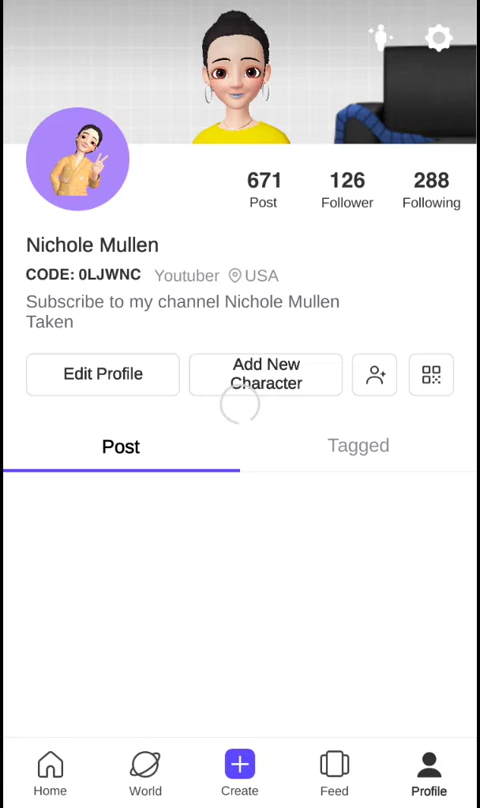 671 126 288
Post Follower Following
Nichole Mullen
CODE: 0LJWNC Youtuber USA
Subscribe to my channel Nichole Mullen
Taken
Edit Profile
Add New
Character
Post Tagged
Home World Create Feed Profile